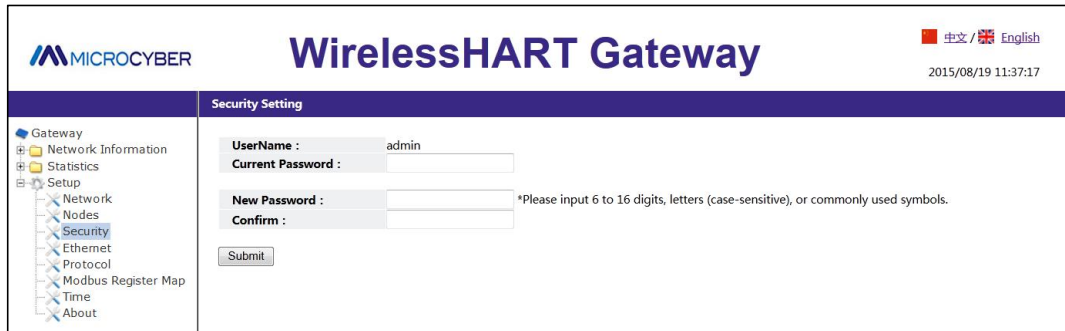 MICROCYBER
WirelessHART Gateway
中文 / English
2015/08/19 11:37:17
Security Setting
Gateway
Network Information
Statistics
Setup
Network
Nodes
Security
Ethernet
Protocol
Modbus Register Map
Time
About
UserName : admin
Current Password :
New Password : *Please input 6 to 16 digits, letters (case-sensitive), or commonly used symbols.
Confirm :
Submit